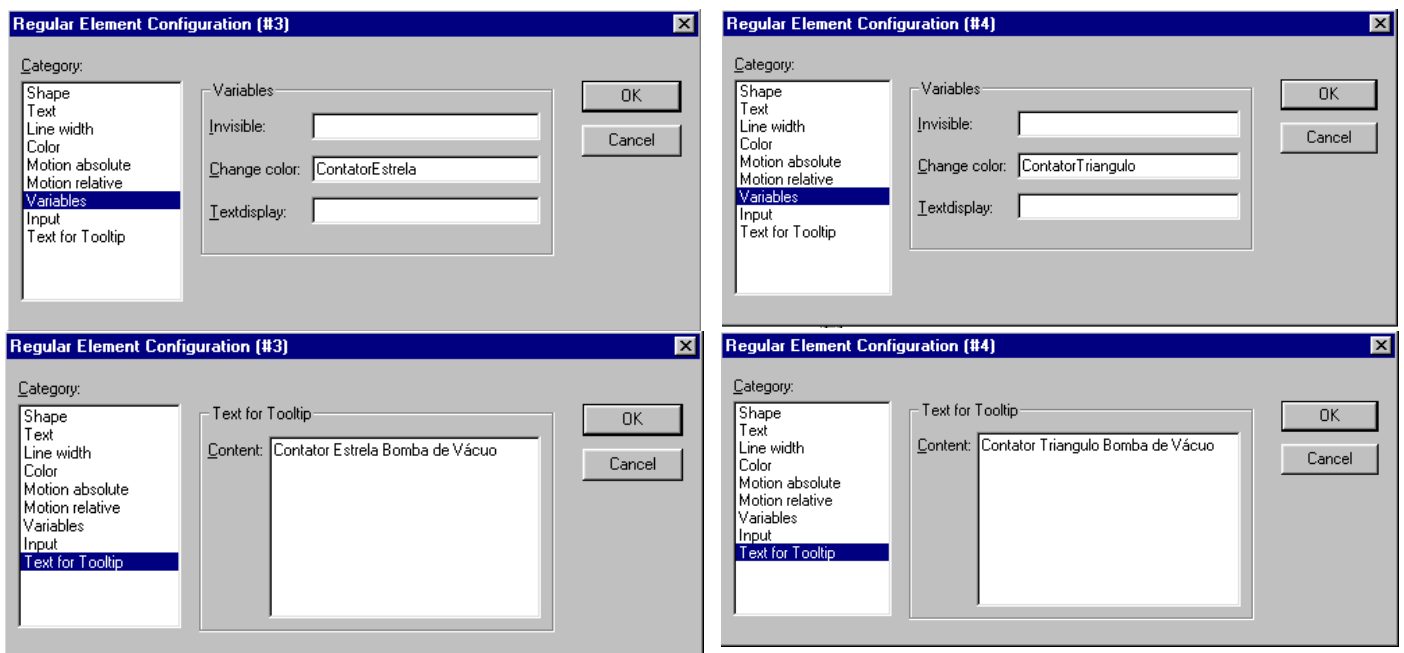 Regular Element Configuration (#3)
Category:
Shape
Text
Line width
Color
Motion absolute
Motion relative
Variables
Input
Text for Tooltip
Variables
Invisible:
Change color: ContatorEstrela
Textdisplay:
OK
Cancel
Regular Element Configuration (#4)
Category:
Shape
Text
Line width
Color
Motion absolute
Motion relative
Variables
Input
Text for Tooltip
Variables
Invisible:
Change color: ContatorTriangulo
Textdisplay:
OK
Cancel
Regular Element Configuration (#3)
Category:
Shape
Text
Line width
Color
Motion absolute
Motion relative
Variables
Input
Text for Tooltip
Text for Tooltip
Content: Contator Estrela Bomba de Vácuo
OK
Cancel
Regular Element Configuration (#4)
Category:
Shape
Text
Line width
Color
Motion absolute
Motion relative
Variables
Input
Text for Tooltip
Text for Tooltip
Content: Contator Triangulo Bomba de Vácuo
OK
Cancel